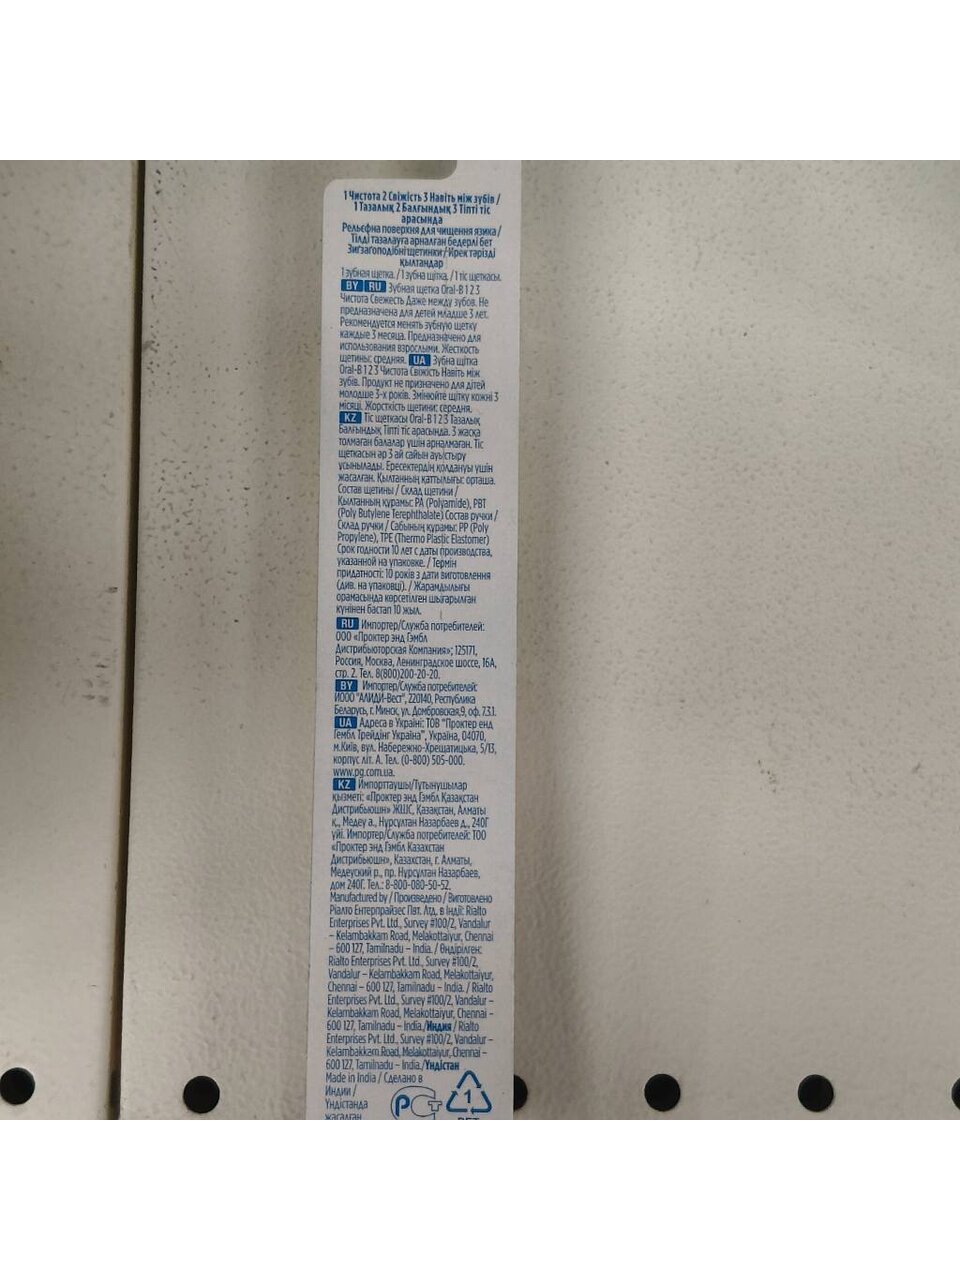 1 Чистота 2 Свіжість 3 Навіть між зубів /
1 Тазалық 2 Балғындық 3 Тіпті тіс
арасында
Рельєфна поверхня для чищення язика /
Тілді тазалауға арналған бедерлі бет
Зигзагоподібні щетинки / Ирек тәрізді
қылтандар
1 зубная щетка. / 1 зубна щітка. / 1 тіс щеткасы.
BY RU Зубная щетка Oral-B 1 2 3
Чистота Свежесть Даже между зубов. Не
предназначена для детей младше 3 лет.
Рекомендуется менять зубную щетку
каждые 3 месяца. Предназначено для
использования взрослыми. Жесткость
щетины: средняя. UA Зубна щітка
Oral-B 1 2 3 Чистота Свіжість Навіть між
зубів. Продукт не призначено для дітей
молодше 3-х років. Змінюйте щітку кожні 3
місяці. Жорсткість щетини: середня.
KZ Тіс щеткасы Oral-B 1 2 3 Тазалық
Балғындық Тіпті тіс арасында. 3 жасқа
толмаған балалар үшін арналмаған. Тіс
щеткасын әр 3 ай сайын ауыстыру
ұсынылады. Ересектердің қолдануы үшін
жасалған. Қылтанның қаттылығы: орташа.
Состав щетины / Склад щетини /
Қылтанның құрамы: PA (Polyamide), PBT
(Poly Butylene Terephthalate) Состав ручки /
Склад ручки / Сабының құрамы: PP (Poly
Propylene), TPE (Thermo Plastic Elastomer)
Срок годности 10 лет с даты производства,
указанной на упаковке. / Термін
придатності: 10 років з дати виготовлення
(див. на упаковці). / Жарамдылығы
орамасында көрсетілген шығарылған
күнінен бастап 10 жыл.
RU Импортер/Служба потребителей:
ООО «Проктер энд Гэмбл
Дистрибьюторская Компания»; 125171,
Россия, Москва, Ленинградское шоссе, 16А,
стр. 2. Тел. 8(800)200-20-20.
BY Импортер/Служба потребителей:
ИООО "АЛИДИ-Вест", 220140, Республика
Беларусь, г. Минск, ул. Домбровская,9, оф. 7.3.1.
UA Адреса в Україні: ТОВ "Проктер енд
Гембл Трейдінг Україна", Україна, 04070,
м.Київ, вул. Набережно-Хрещатицька, 5/13,
корпус літ. А. Тел. (0-800) 505-000.
www.pg.com.ua.
KZ Импорттаушы/Тұтынушылар
қызметі: «Проктер энд Гэмбл Қазақстан
Дистрибьюшн» ЖШС, Қазақстан, Алматы
қ., Медеу а., Нұрсұлтан Назарбаев д., 240Г
үйі. Импортер/Служба потребителей: ТОО
«Проктер энд Гэмбл Казахстан
Дистрибьюшн», Казахстан, г. Алматы,
Медеуский р., пр. Нурсултан Назарбаев,
дом 240Г. Тел.: 8-800-080-50-52.
Manufactured by / Произведено / Виготовлено
Ріалто Ентерпрайзес Пвт. Лтд. в Індії: Rialto
Enterprises Pvt. Ltd., Survey #100/2, Vandalur
– Kelambakkam Road, Melakottaiyur, Chennai
– 600 127, Tamilnadu – India. / Өндірілген:
Rialto Enterprises Pvt. Ltd., Survey #100/2,
Vandalur – Kelambakkam Road, Melakottaiyur,
Chennai – 600 127, Tamilnadu – India. / Rialto
Enterprises Pvt. Ltd., Survey #100/2, Vandalur –
Kelambakkam Road, Melakottaiyur, Chennai –
600 127, Tamilnadu – India./Индия / Rialto
Enterprises Pvt. Ltd., Survey #100/2, Vandalur –
Kelambakkam Road, Melakottaiyur, Chennai –
600 127, Tamilnadu – India./Үндістан
Made in India / Сделано в
Индии /
Үндістанда
жасалған
1
PET